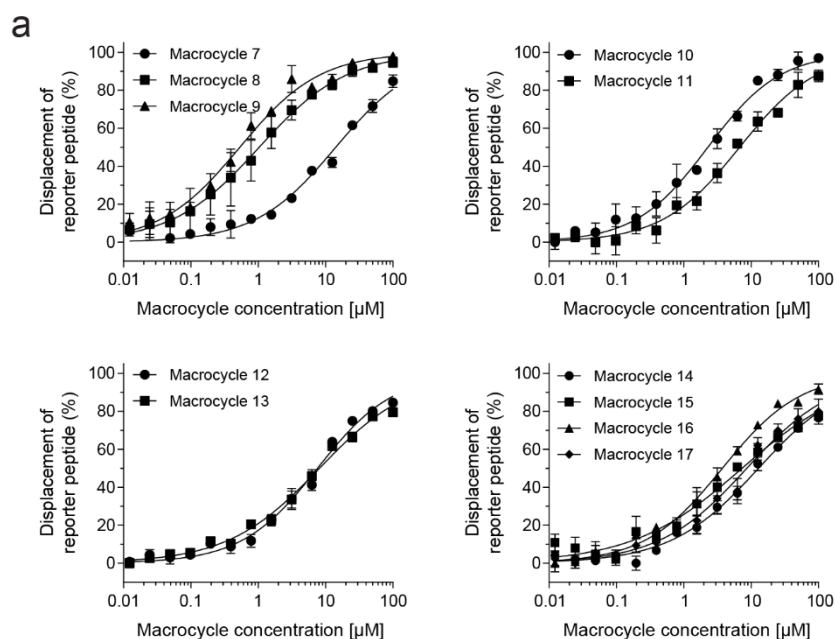 a
Macrocycle 7
Macrocycle 8
Macrocycle 9
100
80
60
40
20
0
Displacement of
reporter peptide (%)
0.01 0.1 1 10 100
Macrocycle concentration [µM]
Macrocycle 10
Macrocycle 11
100
80
60
40
20
0
Displacement of
reporter peptide (%)
0.01 0.1 1 10 100
Macrocycle concentration [µM]
Macrocycle 12
Macrocycle 13
100
80
60
40
20
0
Displacement of
reporter peptide (%)
0.01 0.1 1 10 100
Macrocycle concentration [µM]
Macrocycle 14
Macrocycle 15
Macrocycle 16
Macrocycle 17
100
80
60
40
20
0
Displacement of
reporter peptide (%)
0.01 0.1 1 10 100
Macrocycle concentration [µM]